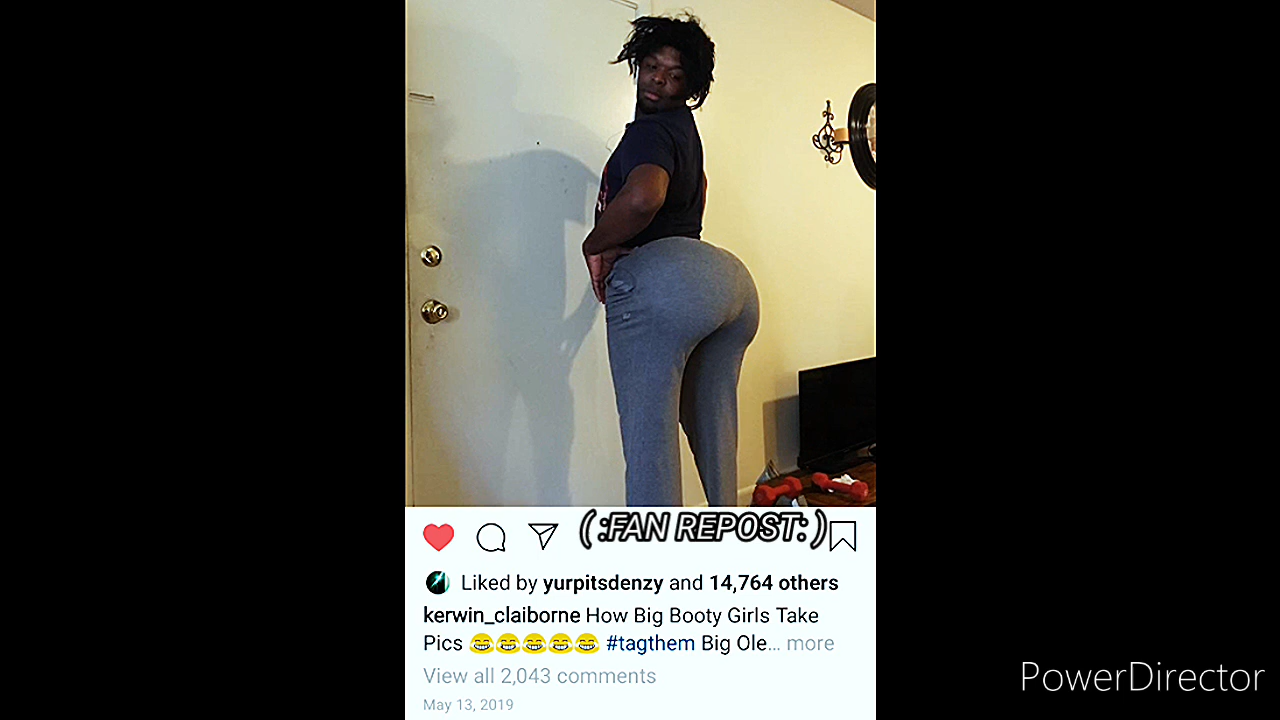 ( :FAN REPOST: )
Liked by yurpitsdenzy and 14,764 others
kerwin_claiborne How Big Booty Girls Take
Pics 😂😂😂😂😂 #tagthem Big Ole... more
View all 2,043 comments
May 13, 2019
PowerDirector